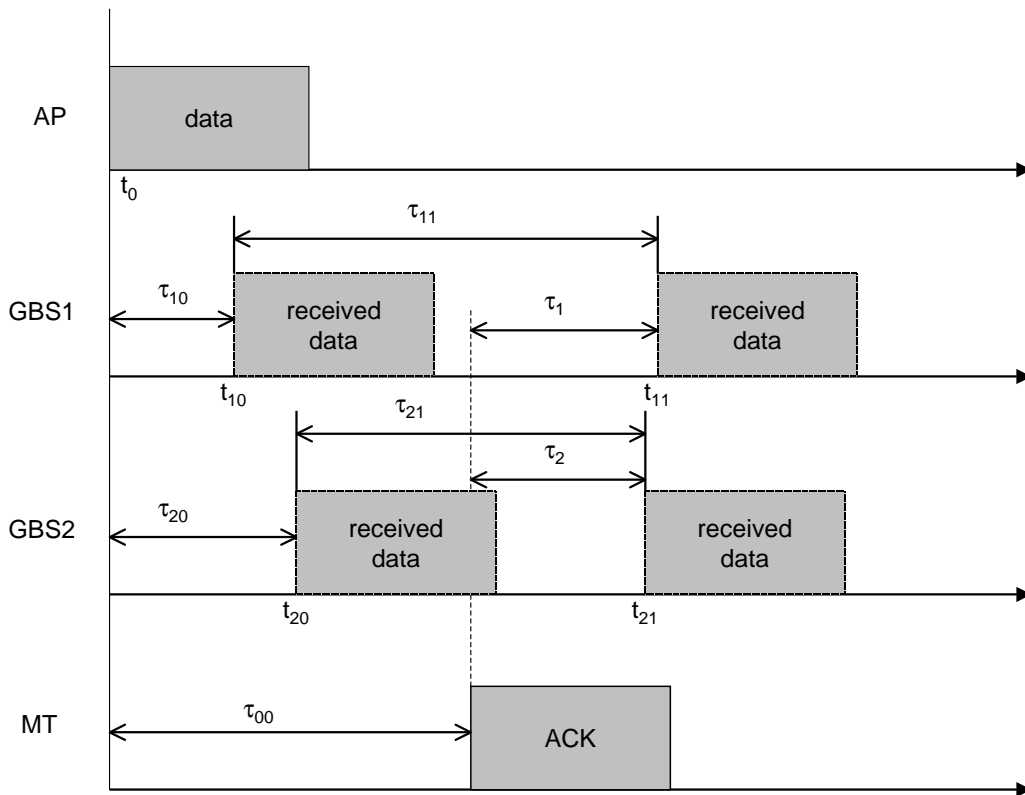 AP
data
t₀
τ₁₁
GBS1
τ₁₀
received
data
τ₁
received
data
t₁₀
t₁₁
τ₂₁
τ₂
GBS2
τ₂₀
received
data
received
data
t₂₀
t₂₁
MT
τ₀₀
ACK